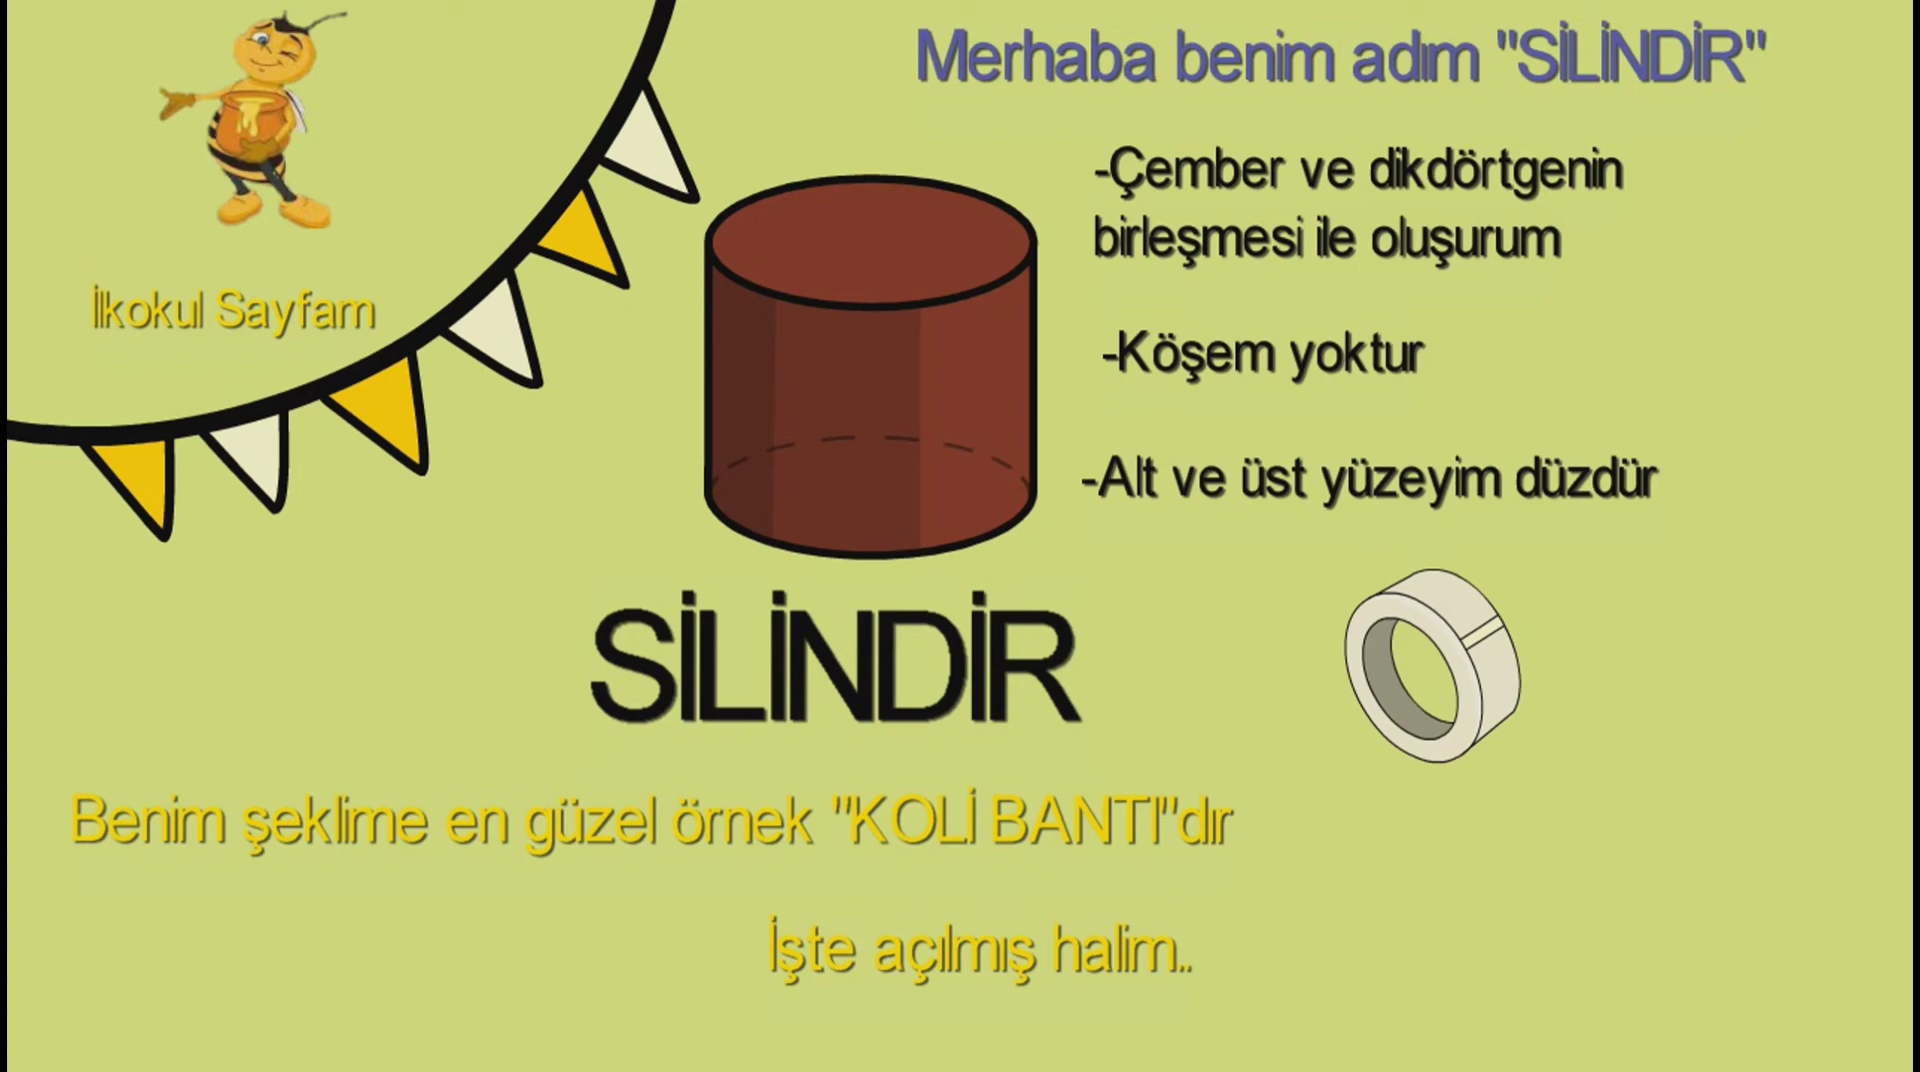 Merhaba benim adım "SİLİNDİR"
-Çember ve dikdörtgenin
birleşmesi ile oluşurum
İlkokul Sayfam
-Köşem yoktur
-Alt ve üst yüzeyim düzdür
SİLİNDİR
Benim şeklime en güzel örnek "KOLİ BANTI"dır
İşte açılmış halim..